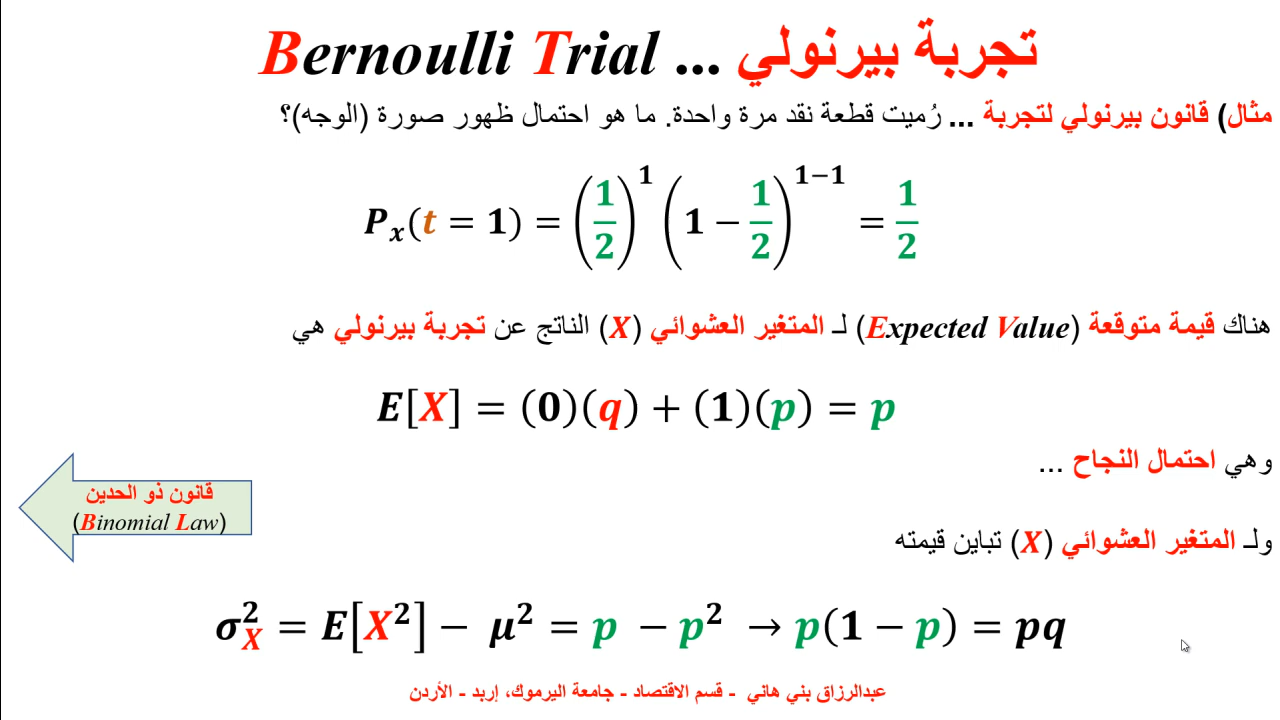 تجربة بيرنولي ... Bernoulli Trial
مثال) قانون بيرنولي لتجربة ... رُميت قطعة نقد مرة واحدة. ما هو احتمال ظهور صورة (الوجه)؟
Pₓ(t = 1) = (1/2)¹ (1 − 1/2)¹⁻¹ = 1/2
هناك قيمة متوقعة (Expected Value) لـ المتغير العشوائي (X) الناتج عن تجربة بيرنولي هي
E[X] = (0)(q) + (1)(p) = p
وهي احتمال النجاح ...
قانون ذو الحدين
(Binomial Law)
ولـ المتغير العشوائي (X) تباين قيمته
σ²_X = E[X²] − μ² = p − p² → p(1 − p) = pq
عبدالرزاق بني هاني - قسم الاقتصاد - جامعة اليرموك، إربد - الأردن